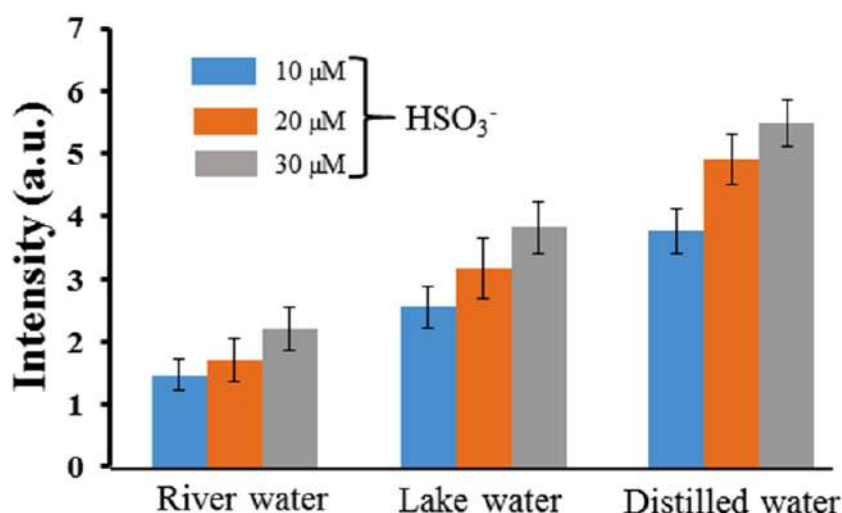 7
6
5
4
3
2
1
0
Intensity (a.u.)
10 μM
20 μM
30 μM
HSO₃⁻
River water
Lake water
Distilled water